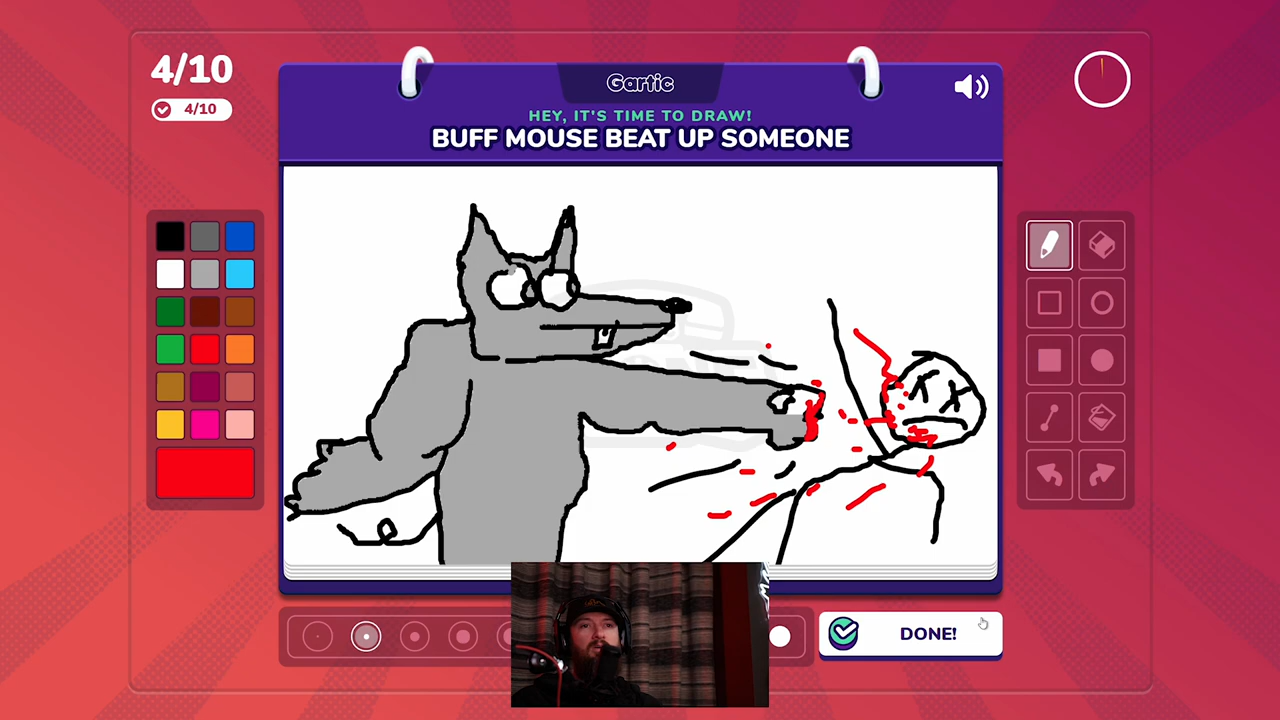 4/10
4/10
Gartic
HEY, IT'S TIME TO DRAW!
BUFF MOUSE BEAT UP SOMEONE
DONE!